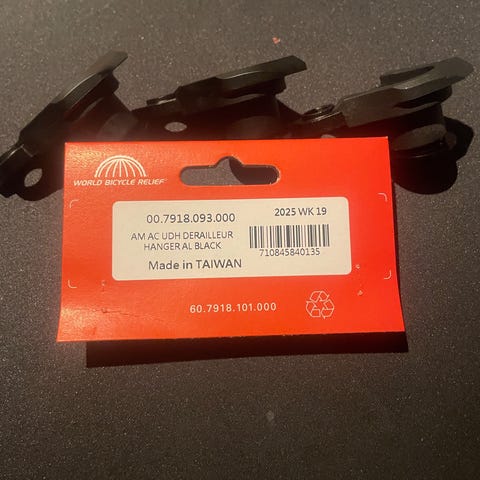 WORLD BICYCLE RELIEF
00.7918.093.000
2025 WK 19
AM AC UDH DERAILLEUR
HANGER AL BLACK
710845840135
Made in TAIWAN
60.7918.101.000